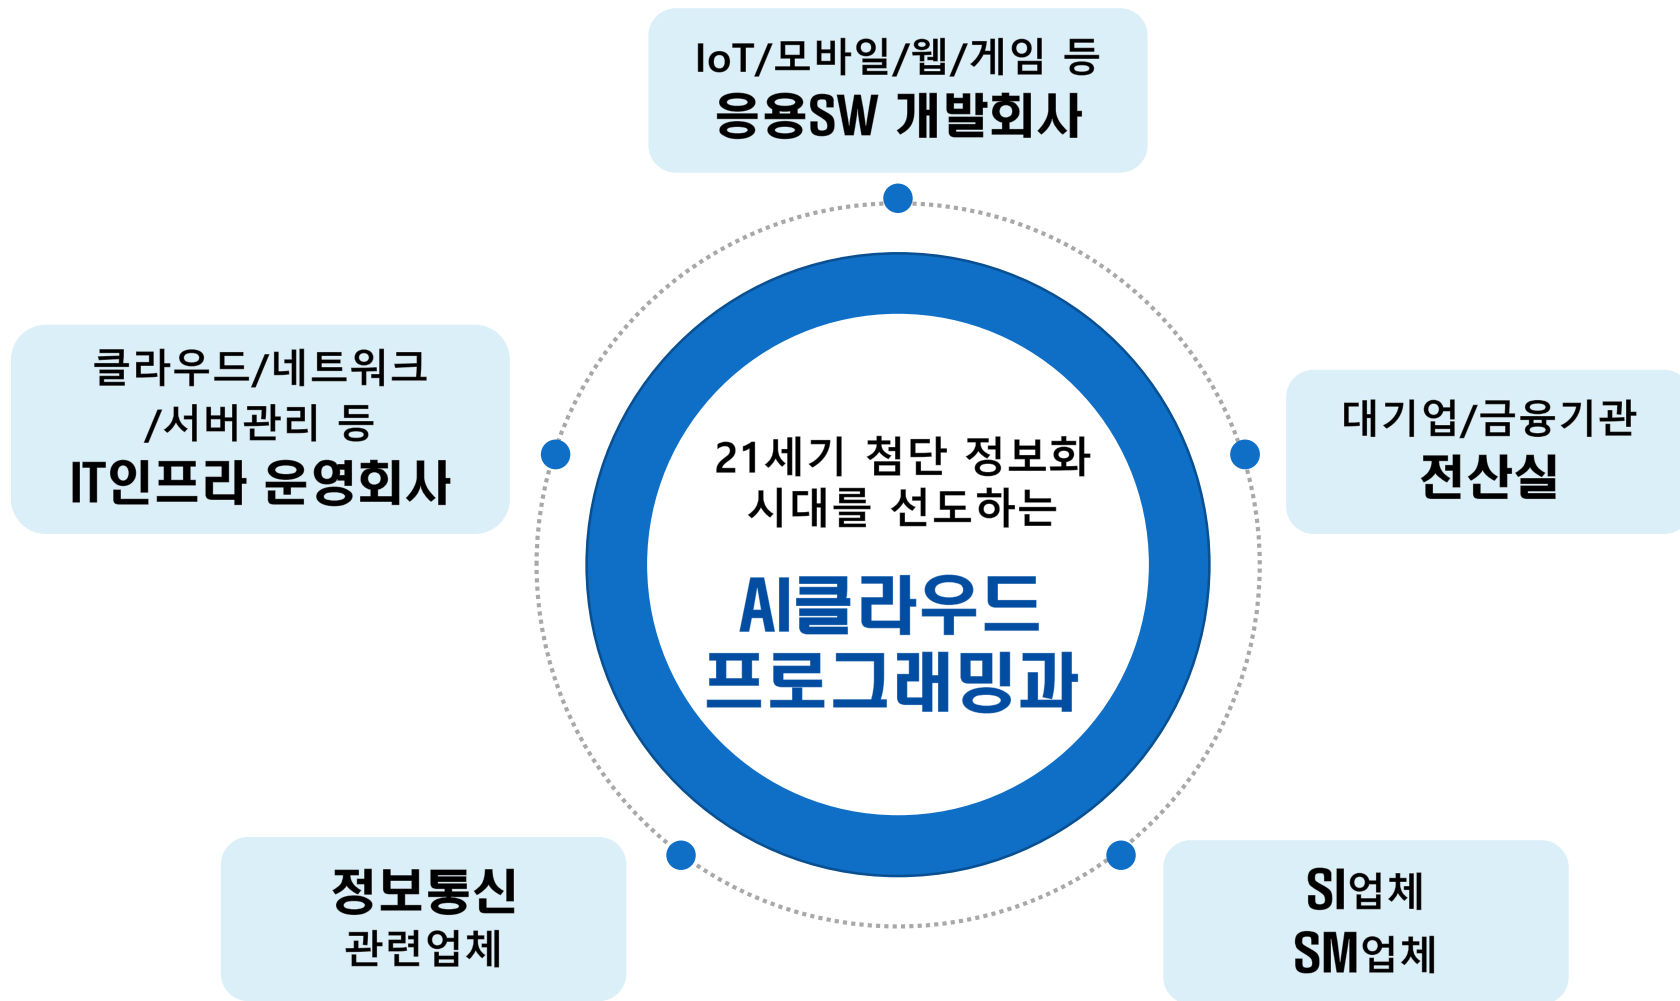 IoT/모바일/웹/게임 등
응용SW 개발회사
클라우드/네트워크
/서버관리 등
IT인프라 운영회사
대기업/금융기관
전산실
21세기 첨단 정보화
시대를 선도하는
AI클라우드
프로그래밍과
정보통신
관련업체
SI업체
SM업체